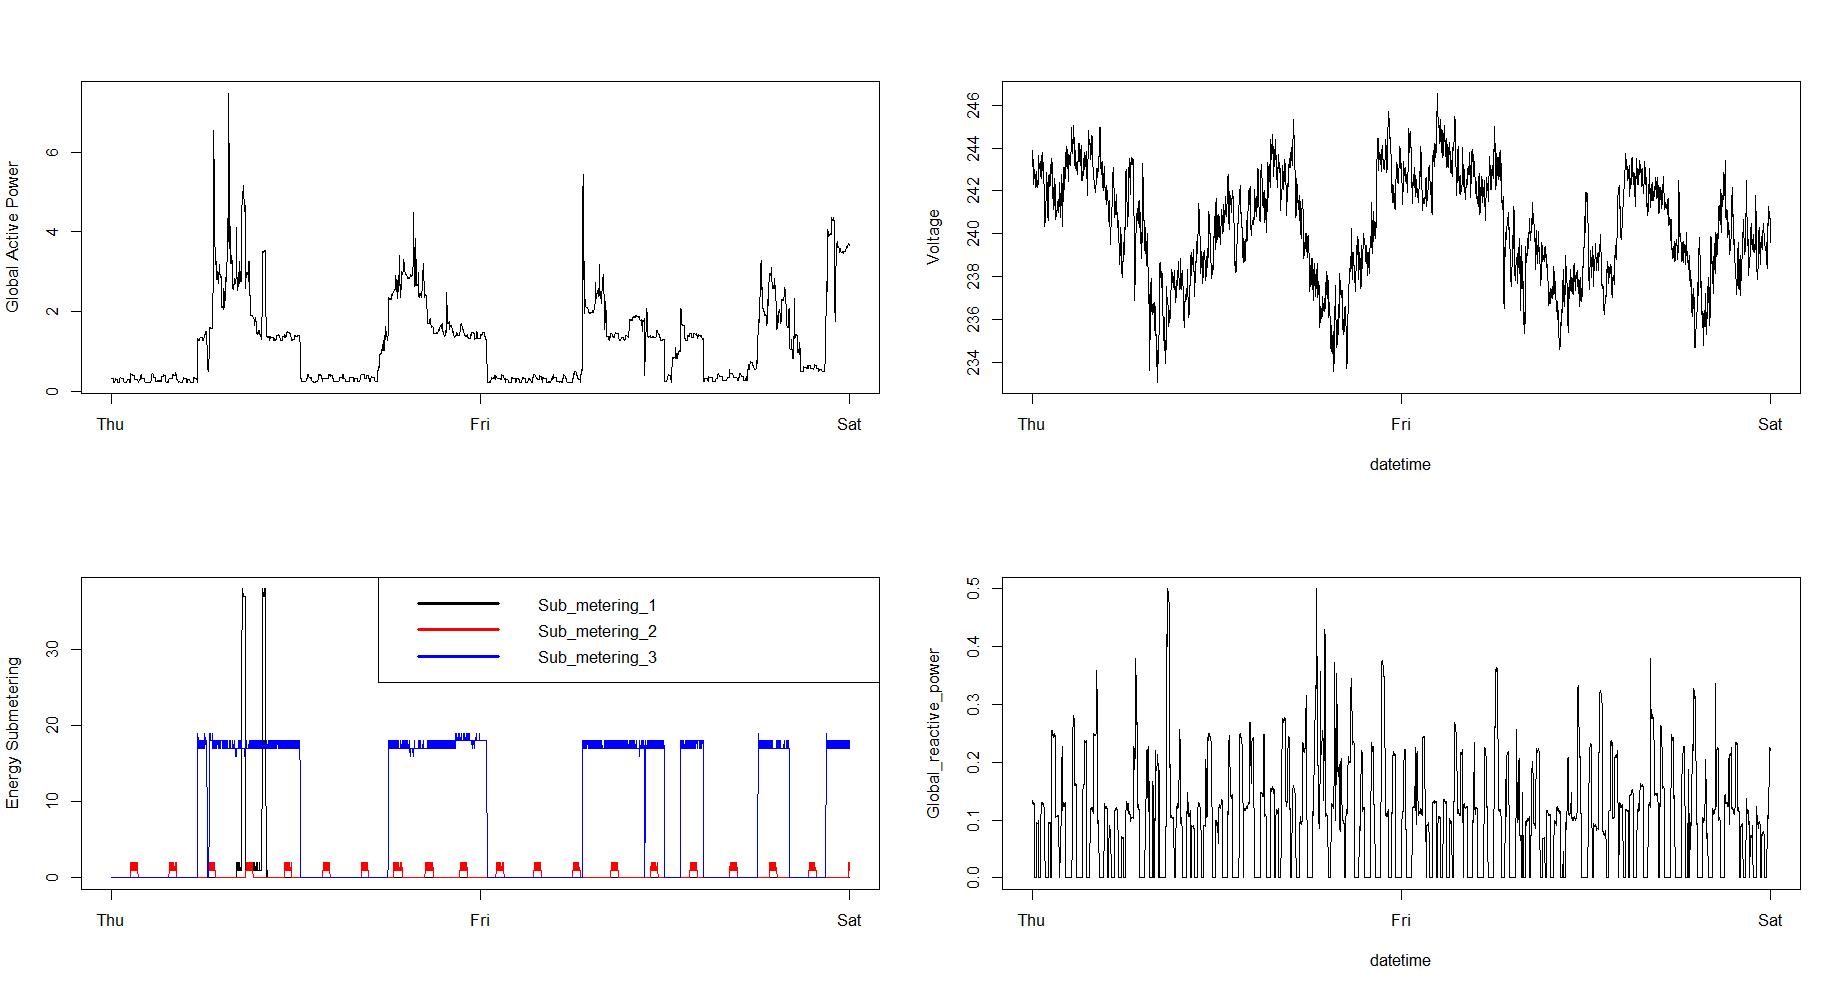 Global Active Power
6
4
2
0
Thu Fri Sat
Voltage
246
244
242
240
238
236
234
Thu Fri Sat
datetime
Energy Submetering
30
20
10
0
Sub_metering_1
Sub_metering_2
Sub_metering_3
Thu Fri Sat
Global_reactive_power
0.5
0.4
0.3
0.2
0.1
0.0
Thu Fri Sat
datetime